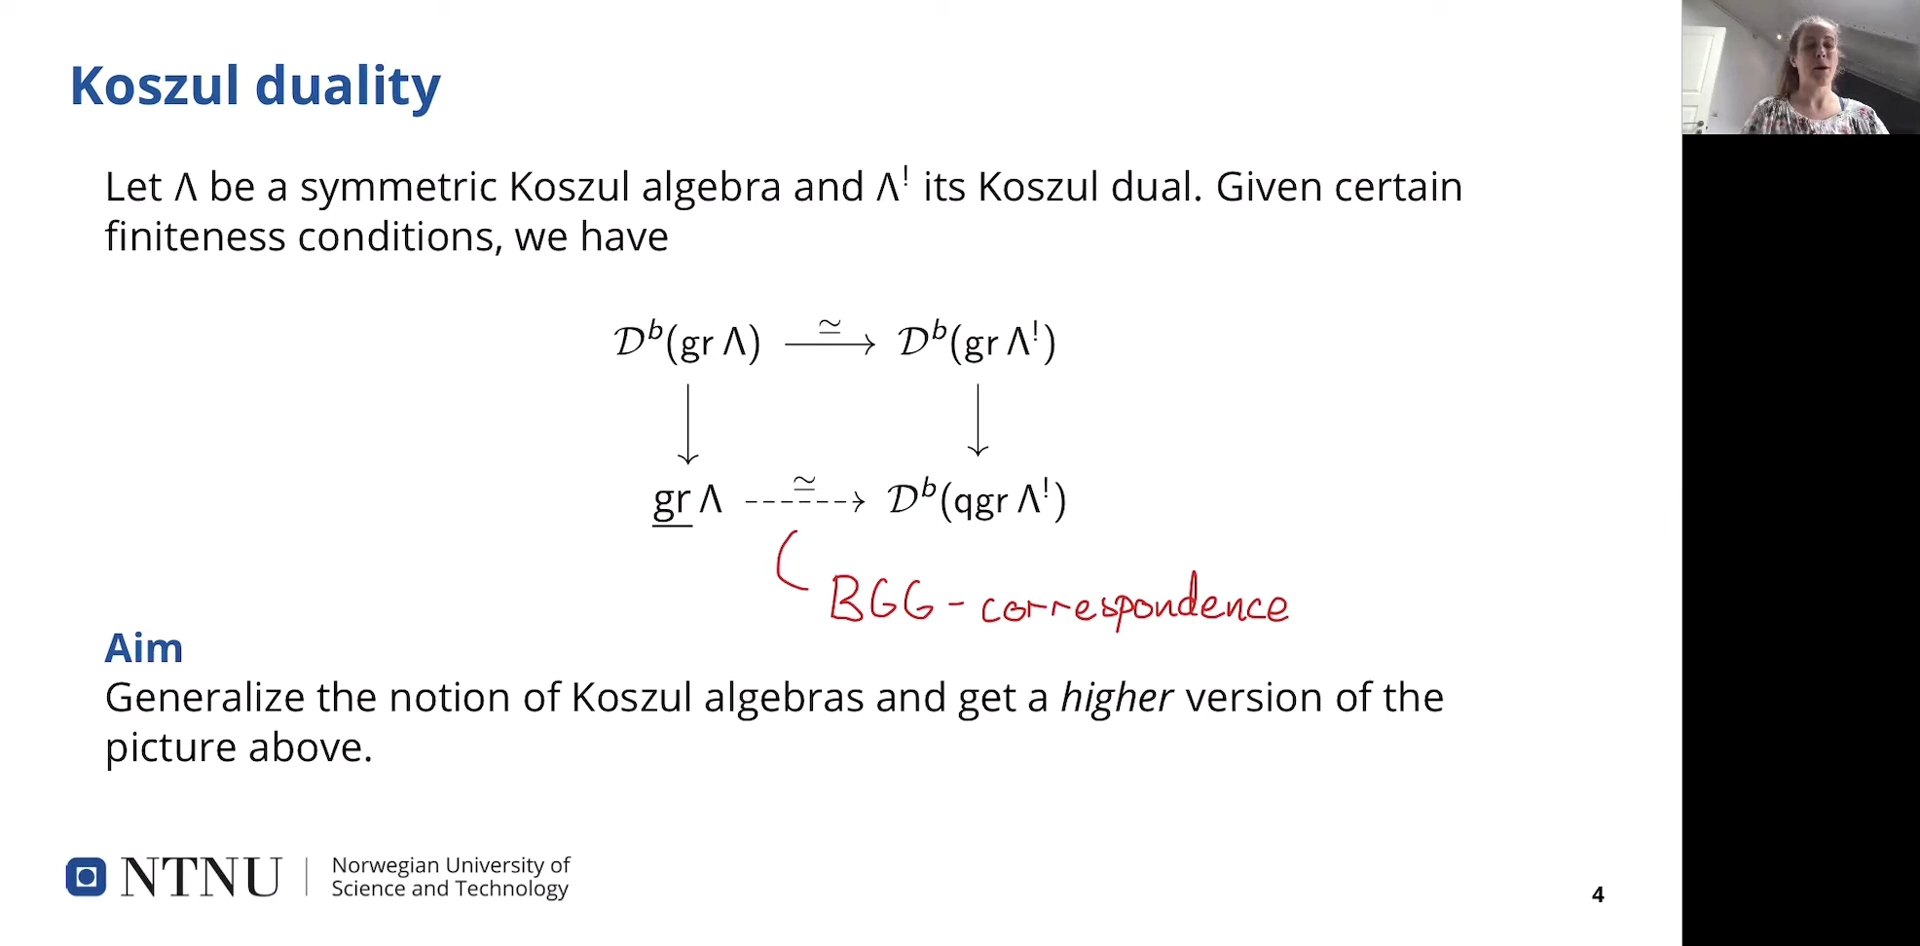 Koszul duality
Let Λ be a symmetric Koszul algebra and Λ! its Koszul dual. Given certain
finiteness conditions, we have
𝒟ᵇ(gr Λ) ≃→ 𝒟ᵇ(gr Λ!)
gr Λ ≃⇢ 𝒟ᵇ(qgr Λ!)
BGG-correspondence
Aim
Generalize the notion of Koszul algebras and get a higher version of the
picture above.
NTNU
Norwegian University of
Science and Technology
4